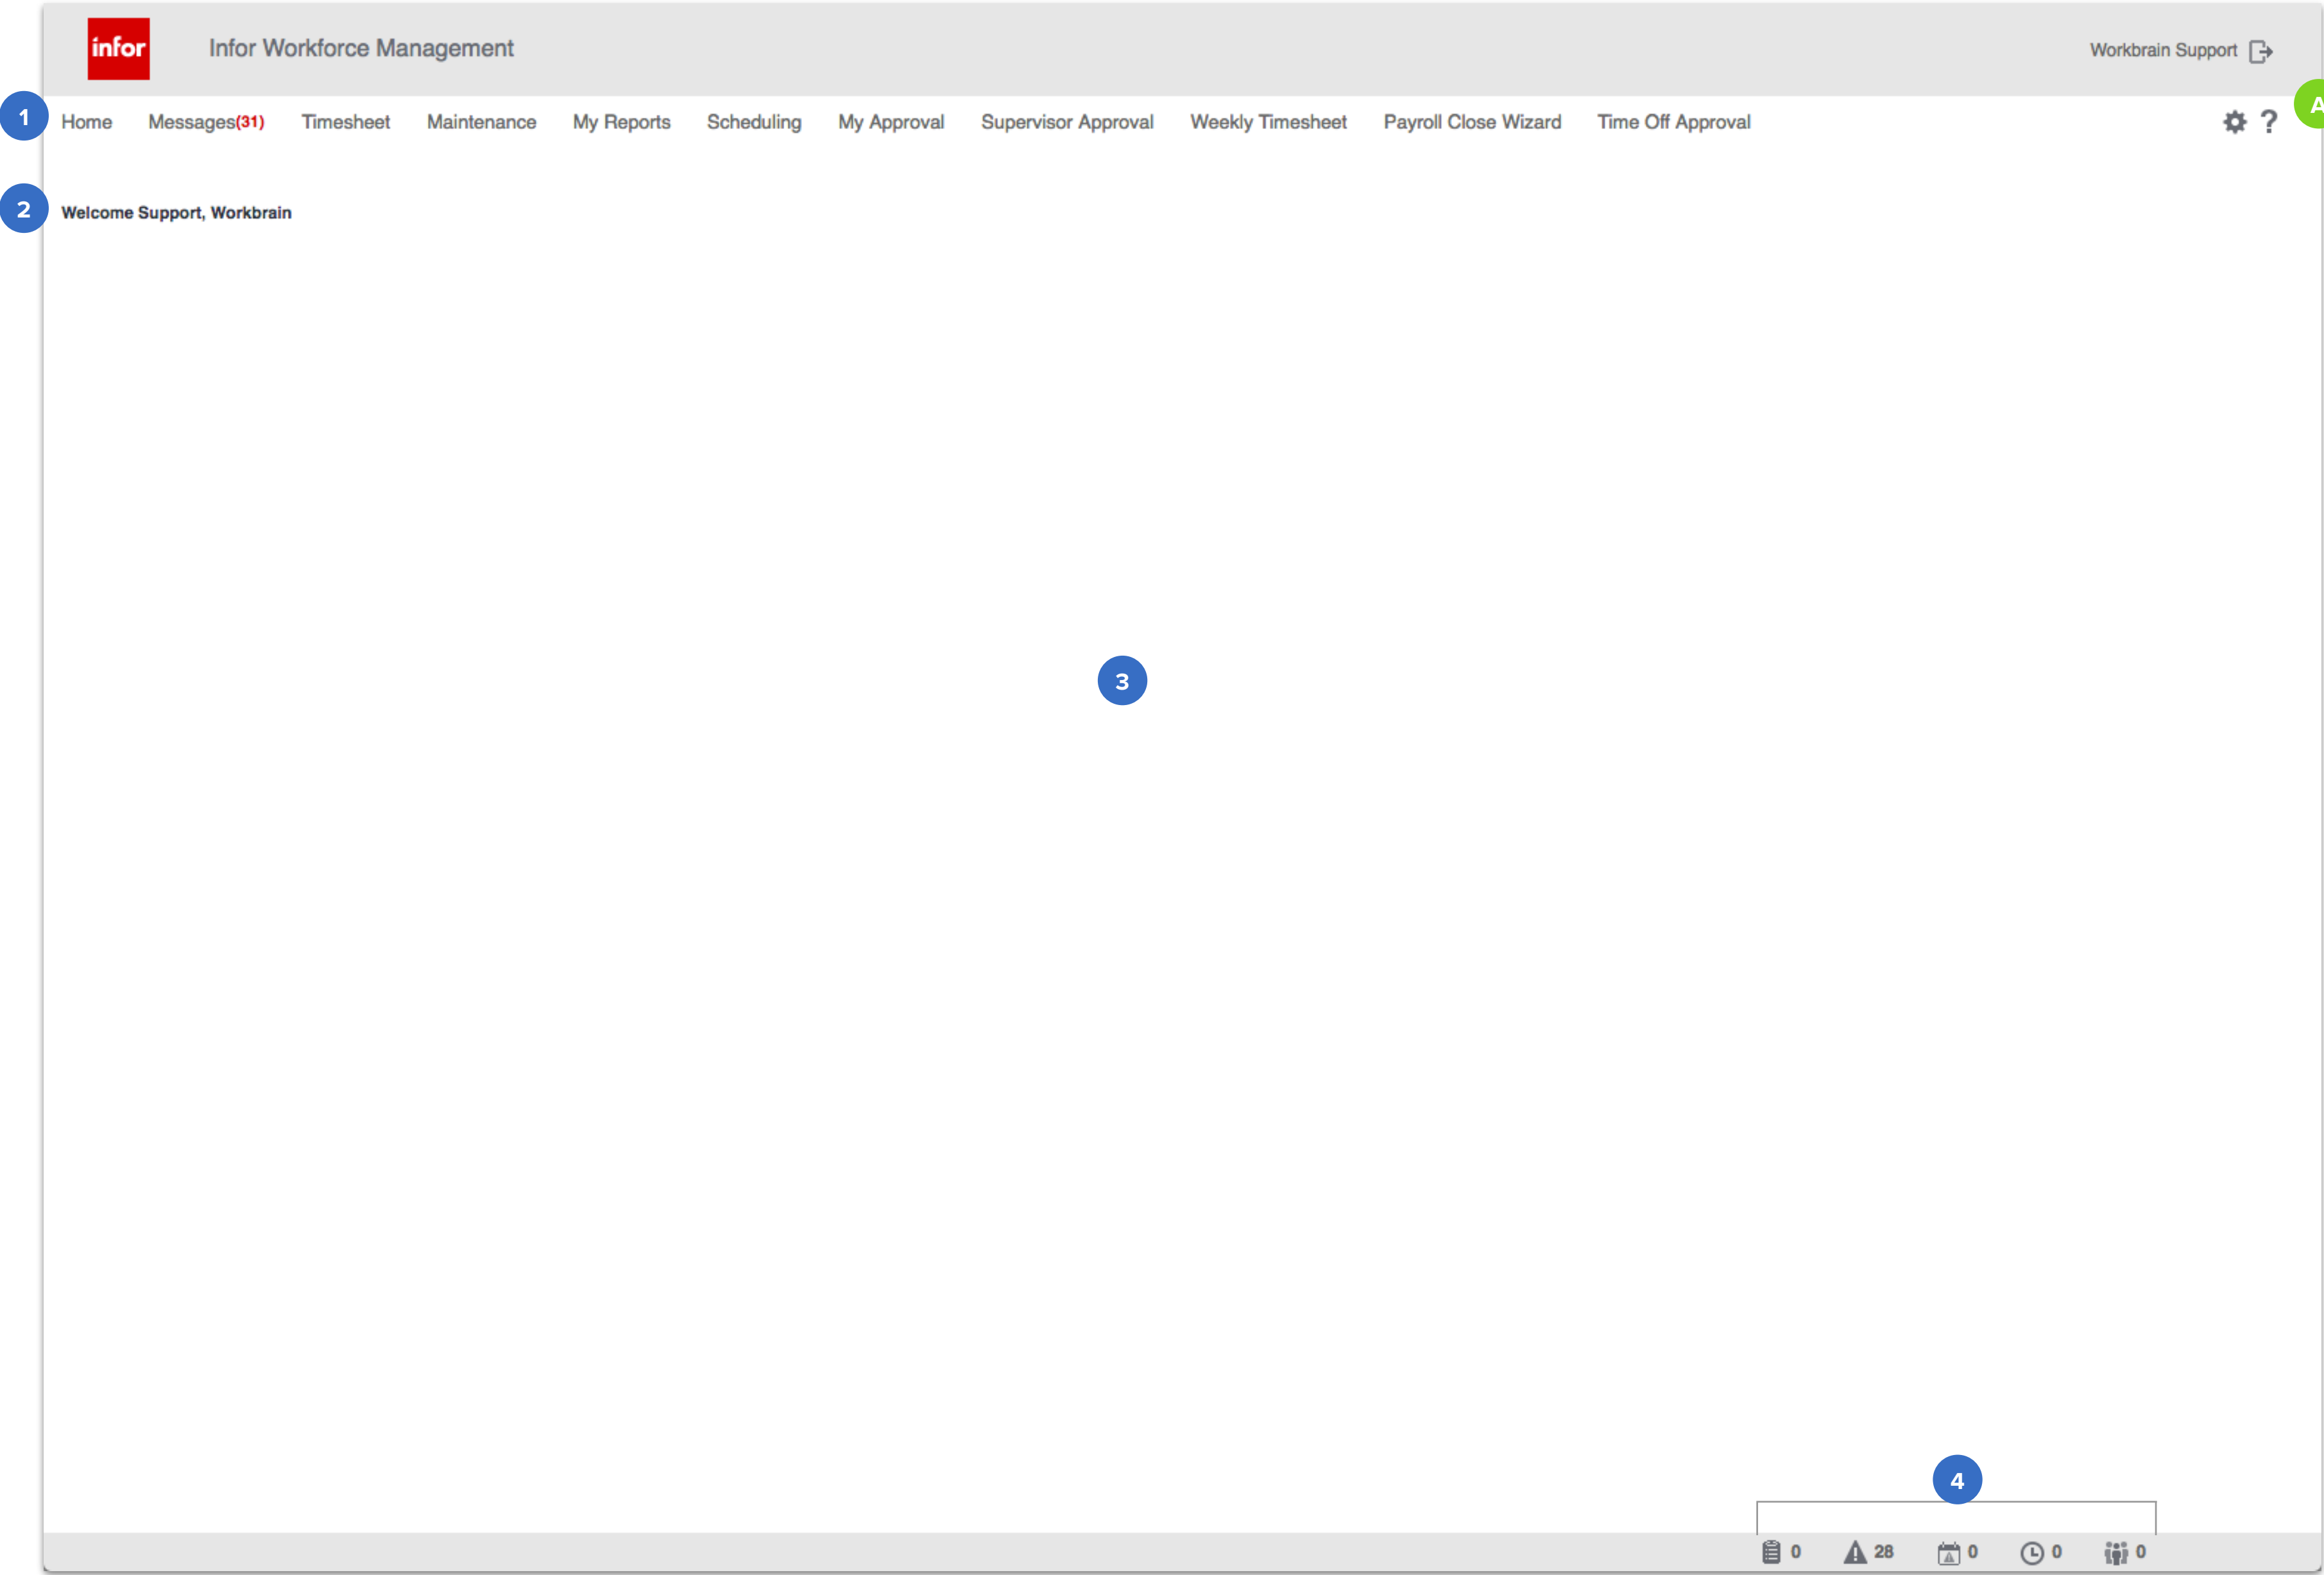 infor
Infor Workforce Management
Workbrain Support
1
Home Messages(31) Timesheet Maintenance My Reports Scheduling My Approval Supervisor Approval Weekly Timesheet Payroll Close Wizard Time Off Approval
?
A
2
Welcome Support, Workbrain
3
4
0 28 0 0 0